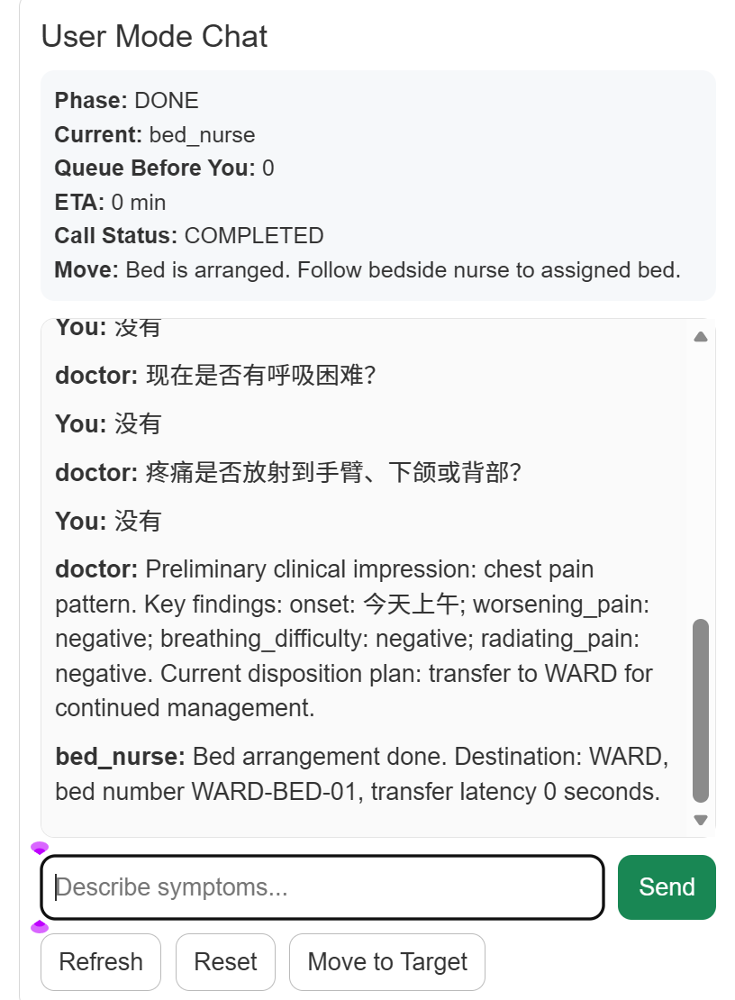 User Mode Chat
Phase: DONE
Current: bed_nurse
Queue Before You: 0
ETA: 0 min
Call Status: COMPLETED
Move: Bed is arranged. Follow bedside nurse to assigned bed.
You: 没有
doctor: 现在是否有呼吸困难？
You: 没有
doctor: 疼痛是否放射到手臂、下颌或背部？
You: 没有
doctor: Preliminary clinical impression: chest pain
pattern. Key findings: onset: 今天上午; worsening_pain:
negative; breathing_difficulty: negative; radiating_pain:
negative. Current disposition plan: transfer to WARD for
continued management.
bed_nurse: Bed arrangement done. Destination: WARD,
bed number WARD-BED-01, transfer latency 0 seconds.
Describe symptoms...
Send
Refresh
Reset
Move to Target